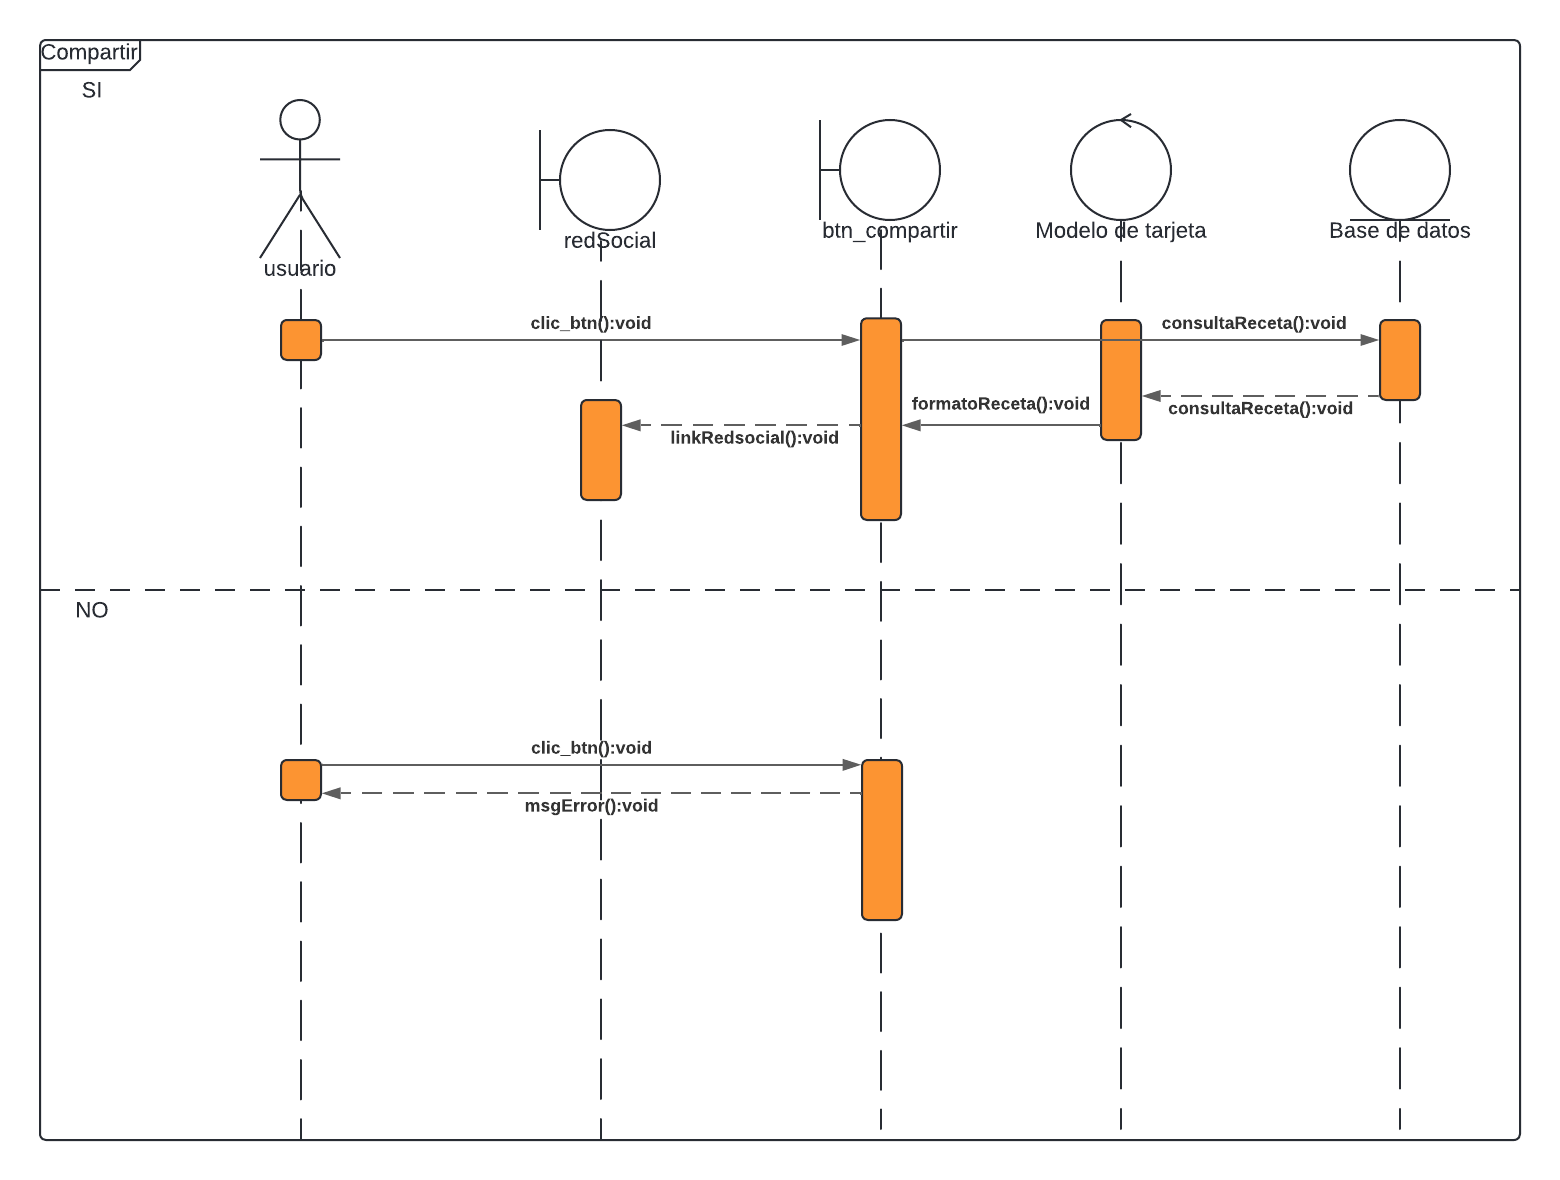 Compartir
SI
usuario
redSocial
btn_compartir
Modelo de tarjeta
Base de datos
clic_btn():void
consultaReceta():void
formatoReceta():void
consultaReceta():void
linkRedsocial():void
NO
clic_btn():void
msgError():void